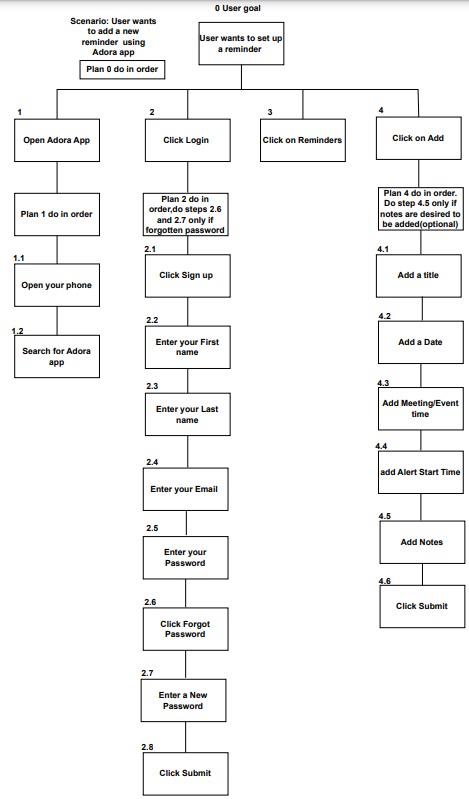 0 User goal
Scenario: User wants
to add a new
reminder using
Adora app
Plan 0 do in order
User wants to set up
a reminder
1
Open Adora App
Plan 1 do in order
1.1
Open your phone
1.2
Search for Adora
app
2
Click Login
Plan 2 do in
order,do steps 2.6
and 2.7 only if
forgotten password
2.1
Click Sign up
2.2
Enter your First
name
2.3
Enter your Last
name
2.4
Enter your Email
2.5
Enter your
Password
2.6
Click Forgot
Password
2.7
Enter a New
Password
2.8
Click Submit
3
Click on Reminders
4
Click on Add
Plan 4 do in order.
Do step 4.5 only if
notes are desired to
be added(optional)
4.1
Add a title
4.2
Add a Date
4.3
Add Meeting/Event
time
4.4
add Alert Start Time
4.5
Add Notes
4.6
Click Submit